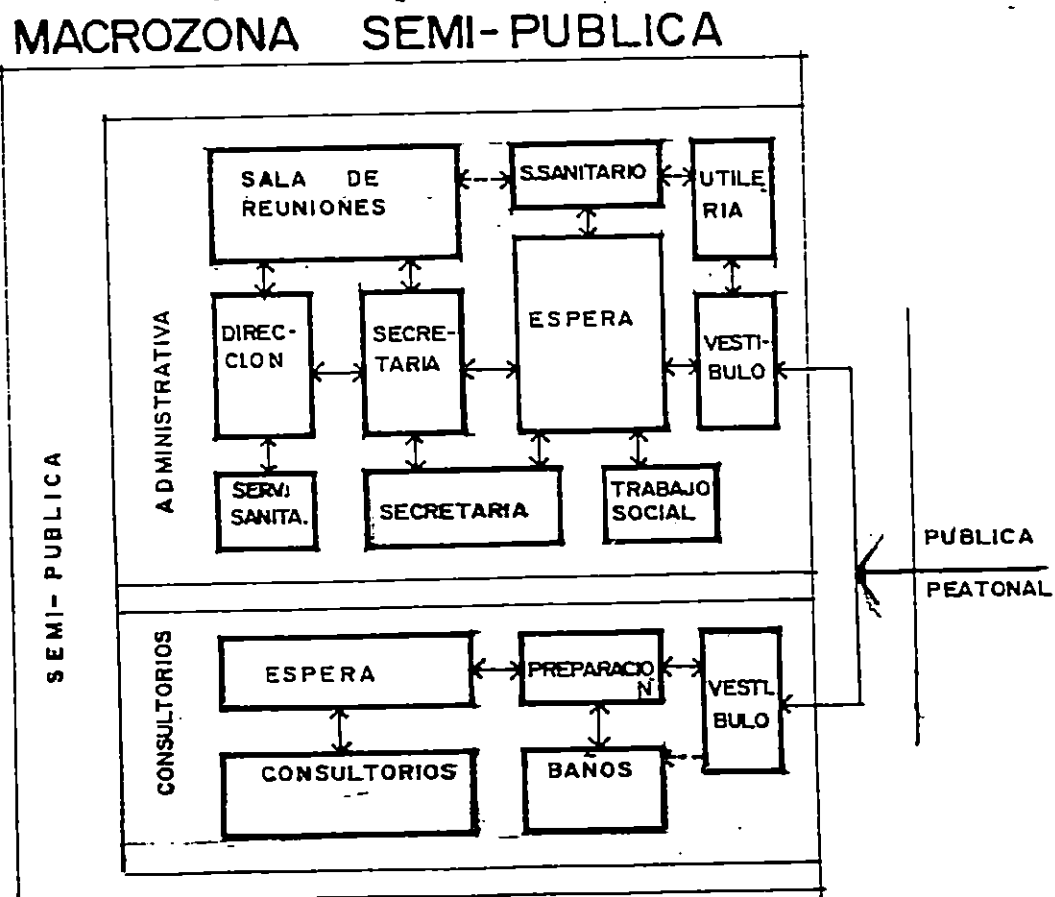 MACROZONA SEMI-PUBLICA
SEMI-PUBLICA
ADMINISTRATIVA
SALA DE
REUNIONES
S.SANITARIO
UTILE
RIA
DIREC-
CION
SECRE-
TARIA
ESPERA
VESTI-
BULO
SERVI
SANITA.
SECRETARIA
TRABAJO
SOCIAL
PUBLICA
PEATONAL
CONSULTORIOS
ESPERA
PREPARACIO
N
VESTI.
BULO
CONSULTORIOS
BANOS